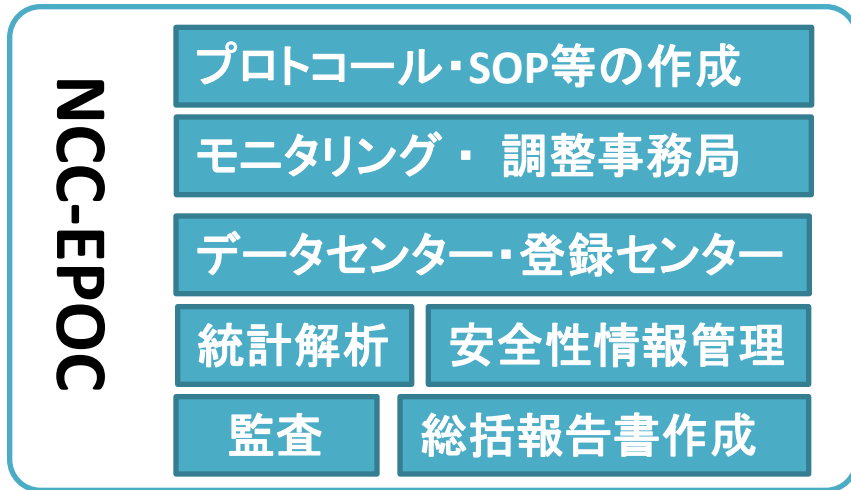 NCC-EPOC
プロトコール・SOP等の作成
モニタリング ・ 調整事務局
データセンター・登録センター
統計解析
安全性情報管理
監査
総括報告書作成